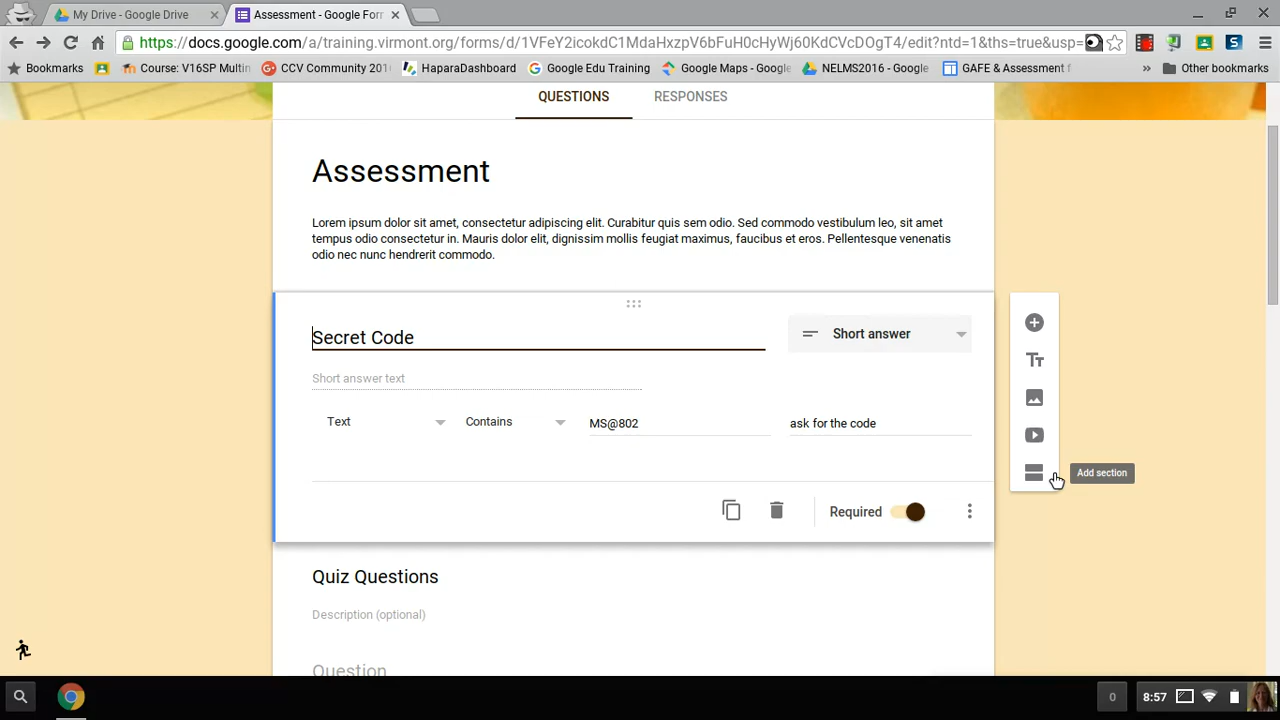 My Drive - Google Drive
Assessment - Google For
https://docs.google.com/a/training.vimont.org/forms/d/1VFeY2icokdC1MdaHxzpV6bFuH0cHyWj60KdCVcDOgT4/edit?ntd=1&ths=true&usp=
Bookmarks
Course: V16SP Multin
CCV Community 201
HaparaDashboard
Google Edu Training
Google Maps - Google
NELMS2016 - Google
GAFE & Assessment f
»
Other bookmarks
QUESTIONS
RESPONSES
Assessment
Lorem ipsum dolor sit amet, consectetur adipiscing elit. Curabitur quis sem odio. Sed commodo vestibulum leo, sit amet
tempus odio consectetur in. Mauris dolor elit, dignissim mollis feugiat maximus, faucibus et eros. Pellentesque venenatis
odio nec nunc hendrerit commodo.
Secret Code
Short answer
Short answer text
Text
Contains
MS@802
ask for the code
Add section
Required
Quiz Questions
Description (optional)
Question
0
8:57